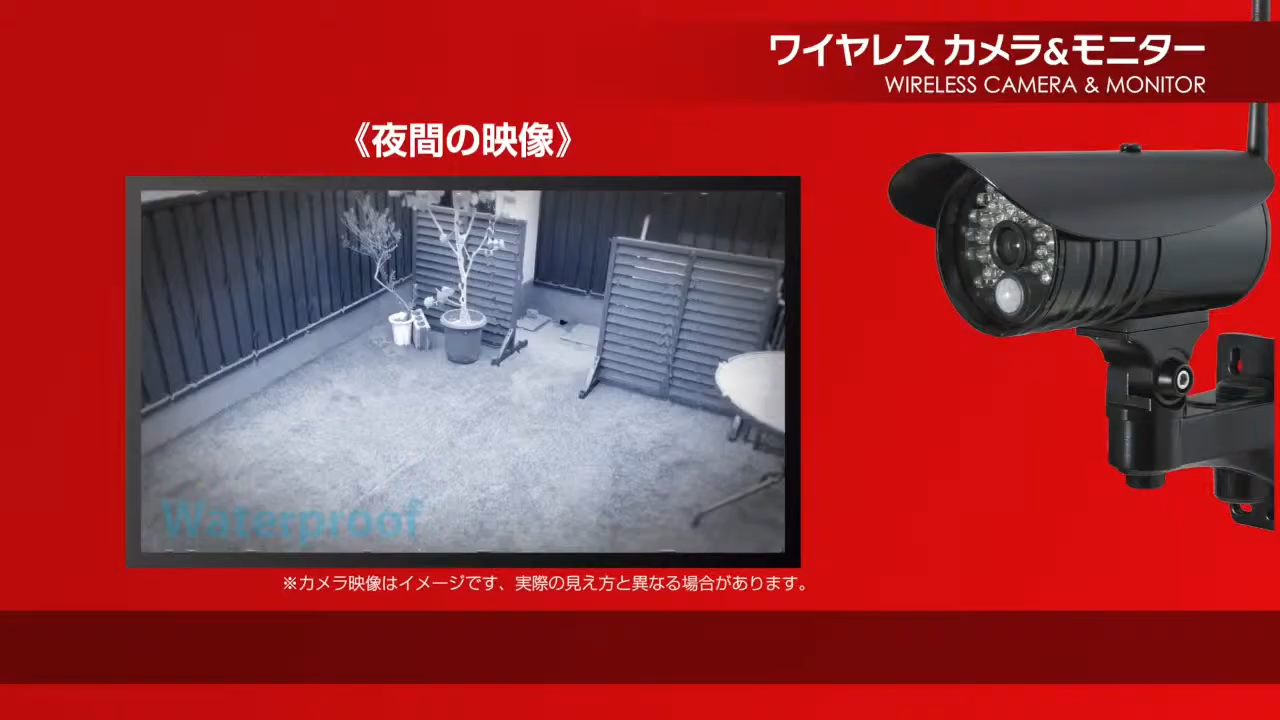 ワイヤレス カメラ&モニター
WIRELESS CAMERA & MONITOR
《夜間の映像》
Waterproof
※カメラ映像はイメージです、実際の見え方と異なる場合があります。